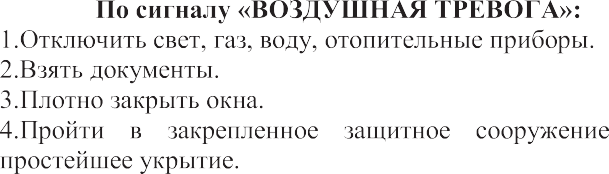 По сигналу «ВОЗДУШНАЯ ТРЕВОГА»:
1.Отключить свет, газ, воду, отопительные приборы.
2.Взять документы.
3.Плотно закрыть окна.
4.Пройти в закрепленное защитное сооружение
простейшее укрытие.